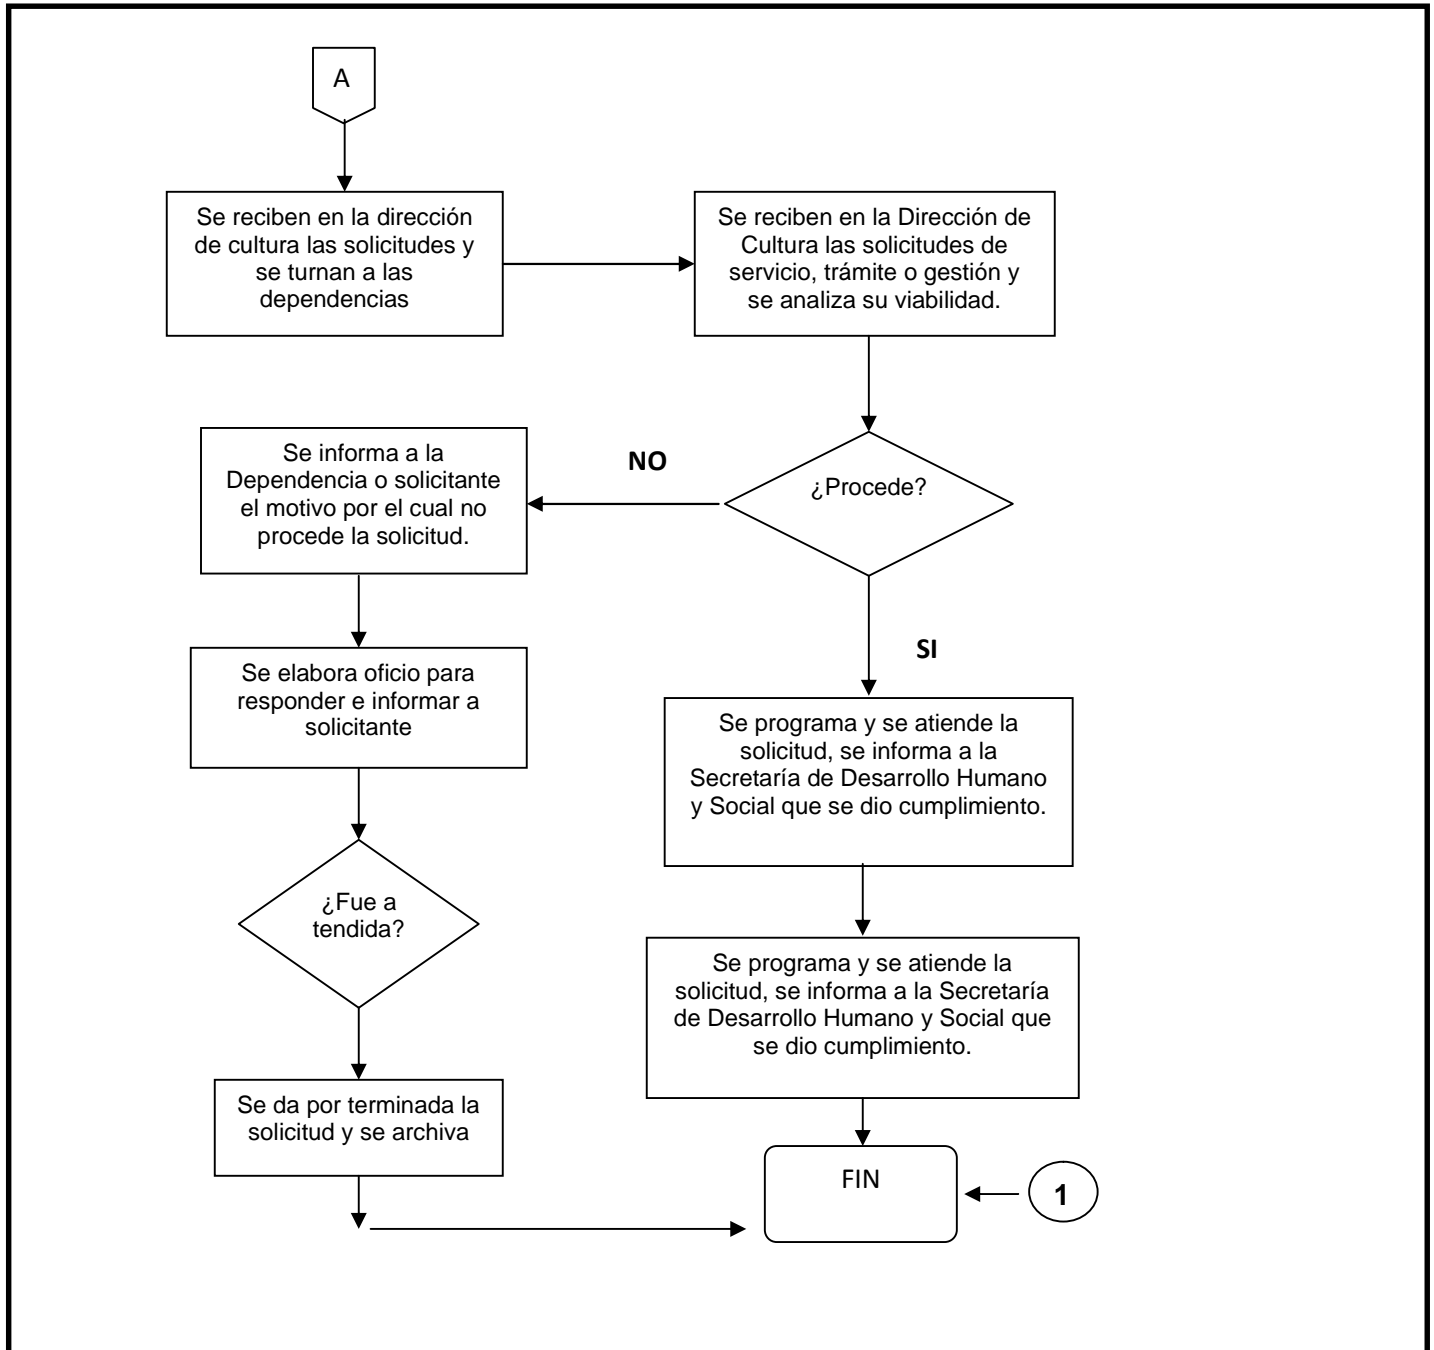 A
Se reciben en la dirección
de cultura las solicitudes y
se turnan a las
dependencias
Se reciben en la Dirección de
Cultura las solicitudes de
servicio, trámite o gestión y
se analiza su viabilidad.
¿Procede?
NO
Se informa a la
Dependencia o solicitante
el motivo por el cual no
procede la solicitud.
Se elabora oficio para
responder e informar a
solicitante
¿Fue a
tendida?
Se da por terminada la
solicitud y se archiva
SI
Se programa y se atiende la
solicitud, se informa a la
Secretaría de Desarrollo Humano
y Social que se dio cumplimiento.
Se programa y se atiende la
solicitud, se informa a la Secretaría
de Desarrollo Humano y Social que
se dio cumplimiento.
FIN
1